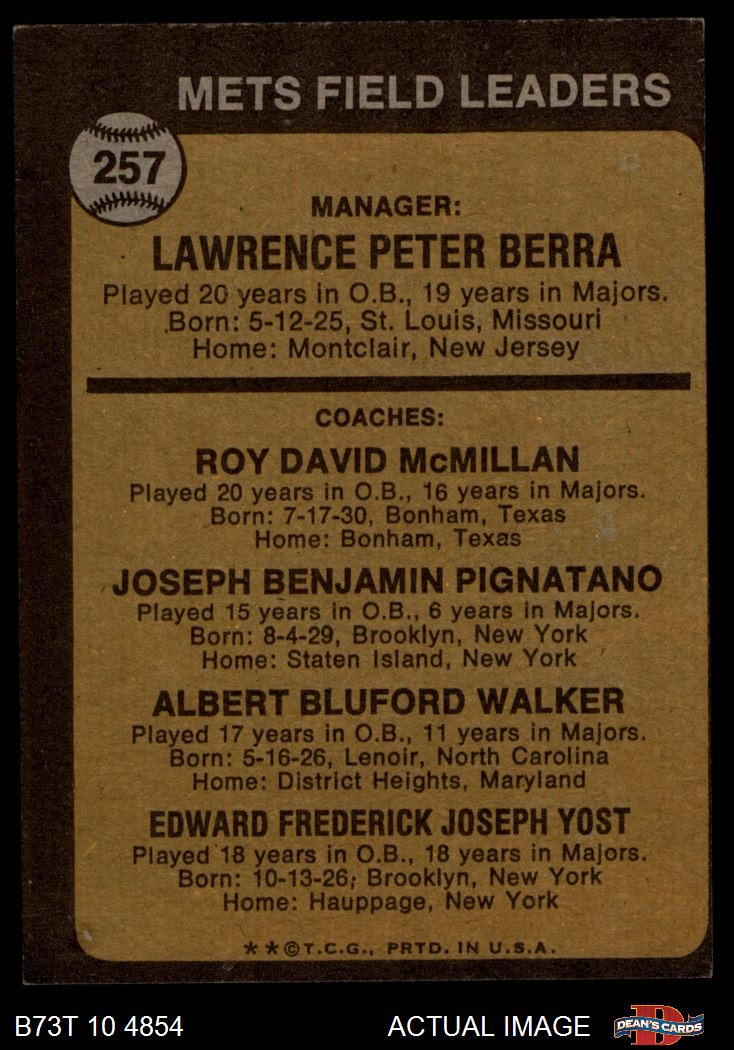 METS FIELD LEADERS
257
MANAGER:
LAWRENCE PETER BERRA
Played 20 years in O.B., 19 years in Majors.
Born: 5-12-25, St. Louis, Missouri
Home: Montclair, New Jersey
COACHES:
ROY DAVID McMILLAN
Played 20 years in O.B., 16 years in Majors.
Born: 7-17-30, Bonham, Texas
Home: Bonham, Texas
JOSEPH BENJAMIN PIGNATANO
Played 15 years in O.B., 6 years in Majors.
Born: 8-4-29, Brooklyn, New York
Home: Staten Island, New York
ALBERT BLUFORD WALKER
Played 17 years in O.B., 11 years in Majors.
Born: 5-16-26, Lenoir, North Carolina
Home: District Heights, Maryland
EDWARD FREDERICK JOSEPH YOST
Played 18 years in O.B., 18 years in Majors.
Born: 10-13-26, Brooklyn, New York
Home: Hauppage, New York
**©T.C.G., PRTD. IN U.S.A.
B73T 10 4854 ACTUAL IMAGE D DEAN'S CARDS